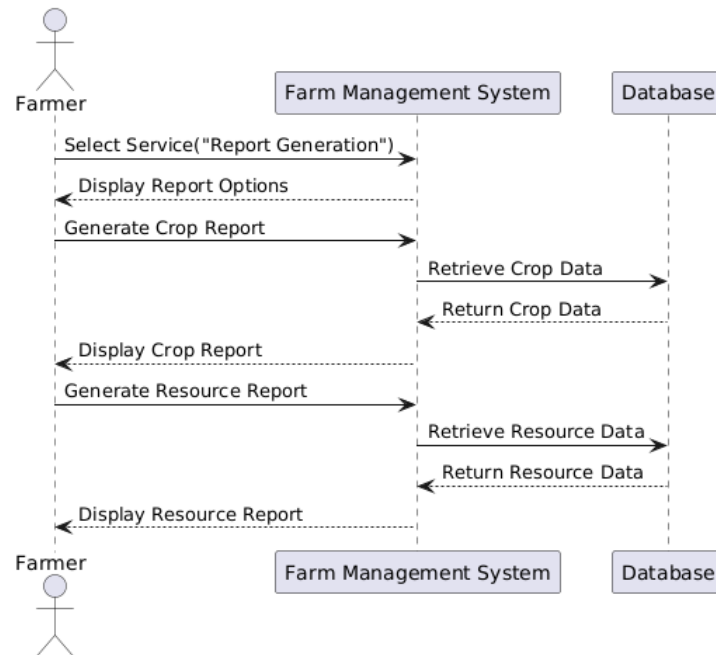 Farmer
Farm Management System
Database
Select Service("Report Generation")
Display Report Options
Generate Crop Report
Retrieve Crop Data
Return Crop Data
Display Crop Report
Generate Resource Report
Retrieve Resource Data
Return Resource Data
Display Resource Report
Farmer
Farm Management System
Database